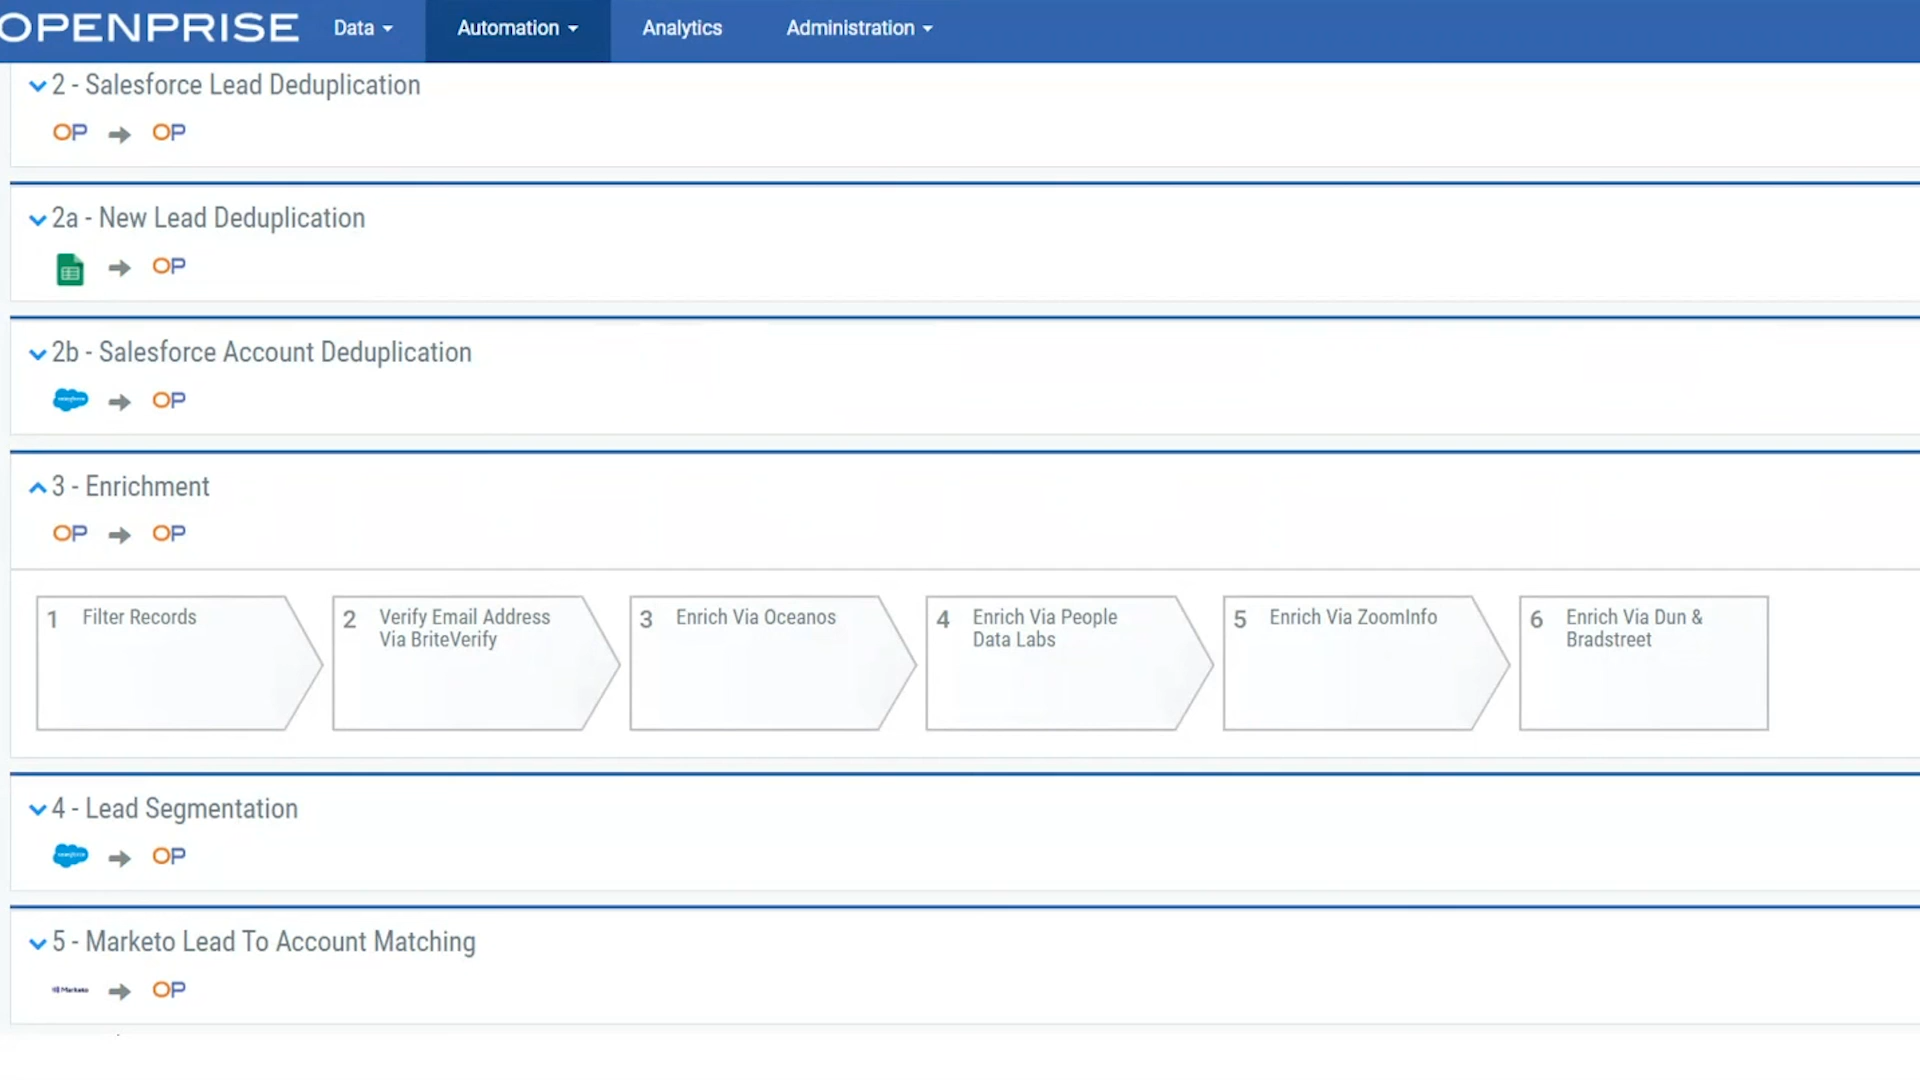 OPENPRISE Data Automation Analytics Administration
2 - Salesforce Lead Deduplication
OP OP
2a - New Lead Deduplication
OP
2b - Salesforce Account Deduplication
salesforce OP
3 - Enrichment
OP OP
1 Filter Records
2 Verify Email Address
Via BriteVerify
3 Enrich Via Oceanos
4 Enrich Via People
Data Labs
5 Enrich Via ZoomInfo
6 Enrich Via Dun &
Bradstreet
4 - Lead Segmentation
salesforce OP
5 - Marketo Lead To Account Matching
Marketo OP